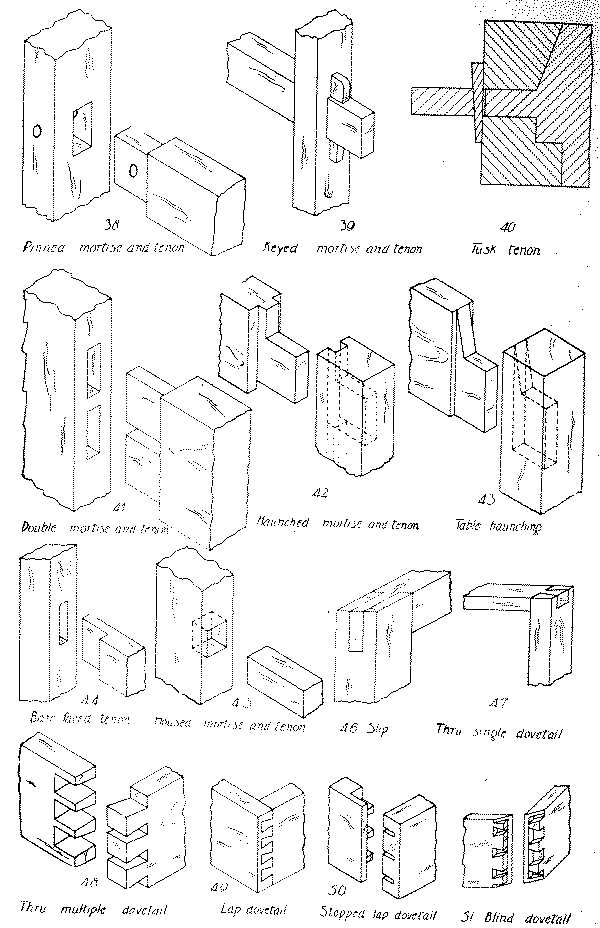 38
Pinned mortise and tenon
39
Keyed mortise and tenon
40
Tusk tenon
41
Double mortise and tenon
42
Haunched mortise and tenon
43
Table haunching
44
Bare faced tenon
45
Housed mortise and tenon
46 Slip
47
Thru single dovetail
48
Thru multiple dovetail
49
Lap dovetail
50
Stopped lap dovetail
51 Blind dovetail